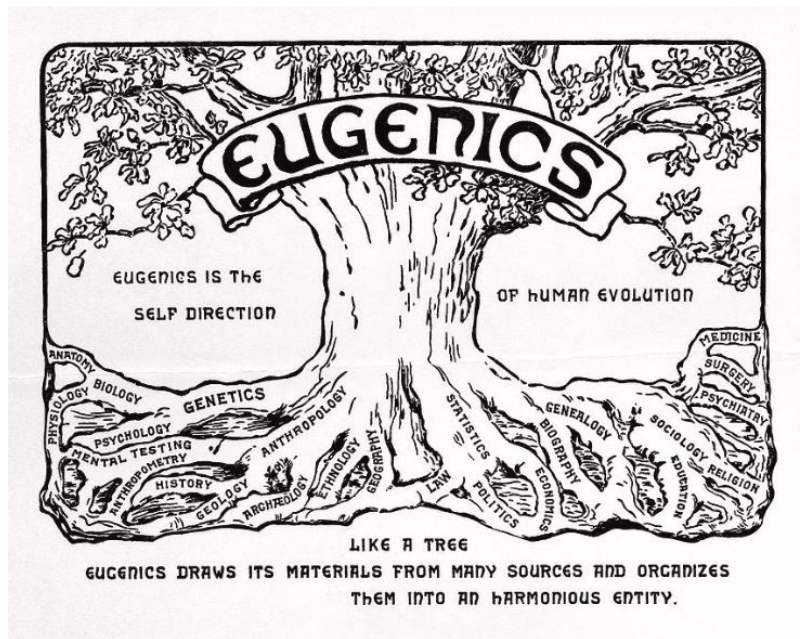 EUGENICS
EUGENICS IS THE
SELF DIRECTION
OF HUMAN EVOLUTION
ANATOMY
BIOLOGY
PHYSIOLOGY
GENETICS
PSYCHOLOGY
MENTAL TESTING
ANTHROPOMETRY
HISTORY
GEOLOGY
ANTHROPOLOGY
ARCHÆOLOGY
ETHNOLOGY
GEOGRAPHY
LAW
STATISTICS
POLITICS
ECONOMICS
BIOGRAPHY
GENEALOGY
SOCIOLOGY
EDUCATION
RELIGION
PSYCHIATRY
SURGERY
MEDICINE
LIKE A TREE
EUGENICS DRAWS ITS MATERIALS FROM MANY SOURCES AND ORGANIZES
THEM INTO AN HARMONIOUS ENTITY.